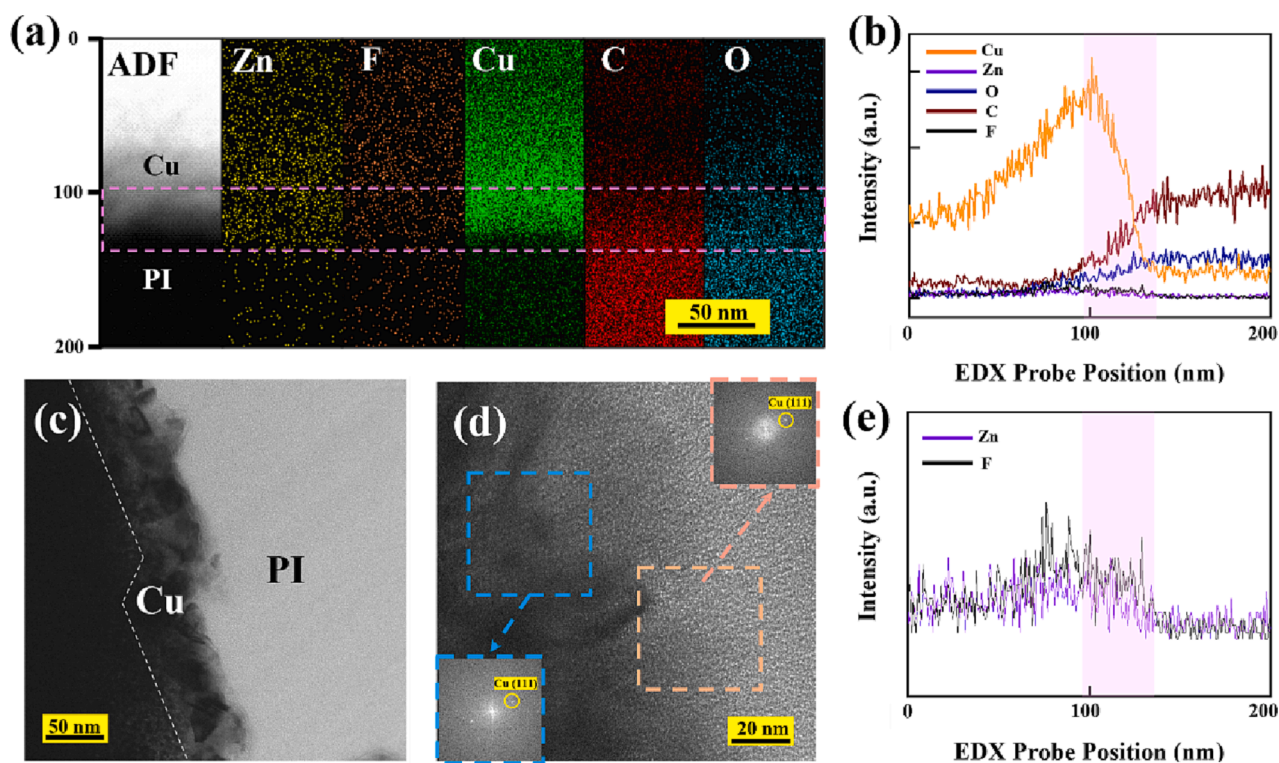 (a)
0
100
200
ADF
Zn
F
Cu
C
O
Cu
PI
50 nm
(b)
Cu
Zn
O
C
F
Intensity (a.u.)
0
100
200
EDX Probe Position (nm)
(c)
Cu
PI
50 nm
(d)
Cu (111)
Cu (111)
20 nm
(e)
Zn
F
Intensity (a.u.)
0
100
200
EDX Probe Position (nm)